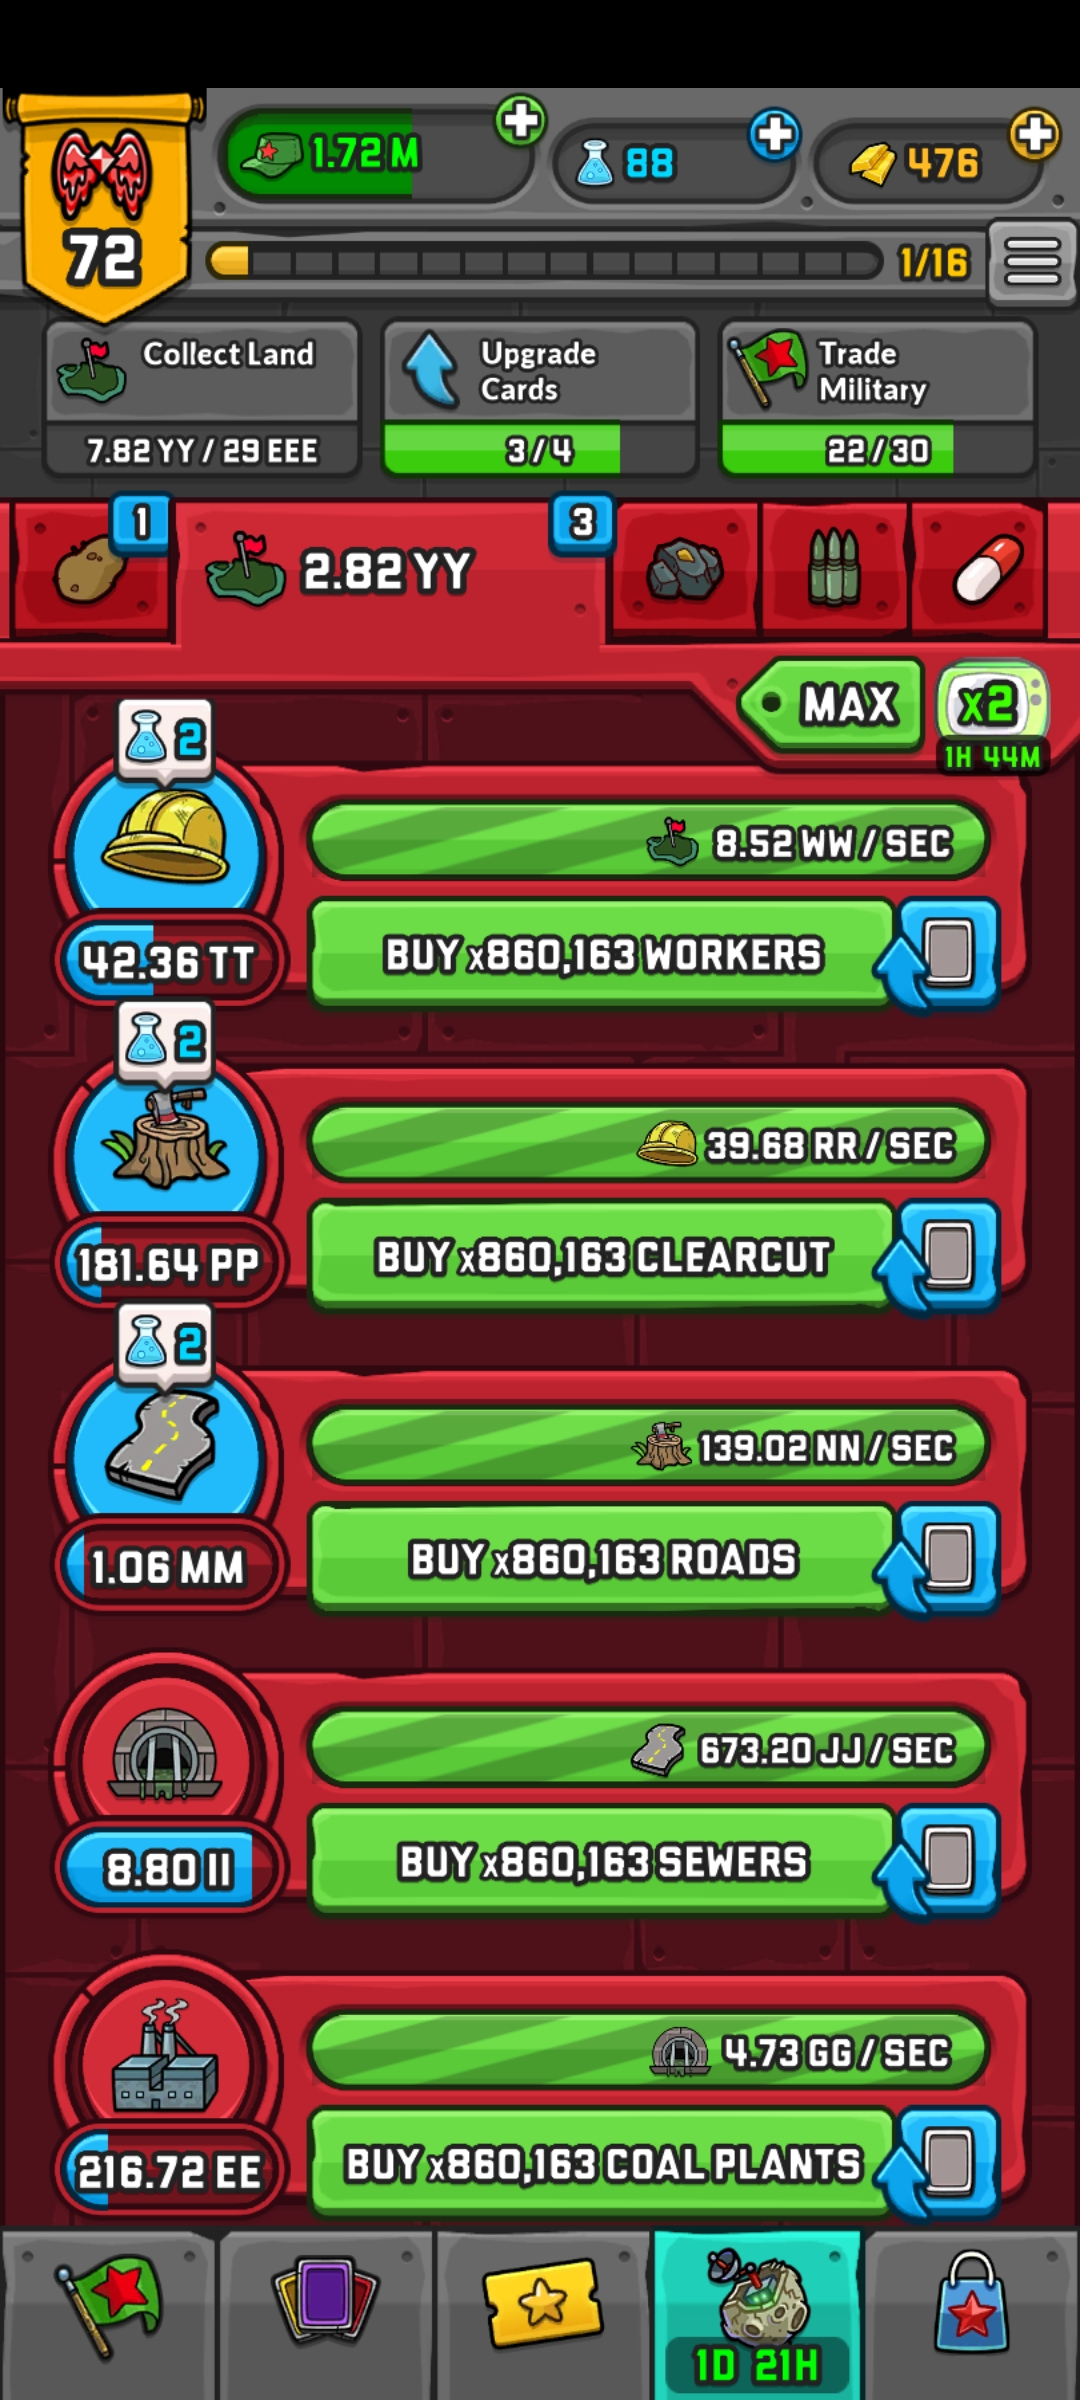 72
1.72 M
88
476
1/16
Collect Land
7.82 YY / 29 EEE
Upgrade
Cards
3/4
Trade
Military
22/30
1
2.82 YY
3
MAX
x2
1H 44M
2
8.52 WW / SEC
42.36 TT
BUY x860,163 WORKERS
2
39.68 RR / SEC
181.64 PP
BUY x860,163 CLEARCUT
2
139.02 NN / SEC
1.06 MM
BUY x860,163 ROADS
673.20 JJ / SEC
8.80 II
BUY x860,163 SEWERS
4.73 GG / SEC
216.72 EE
BUY x860,163 COAL PLANTS
1D 21H